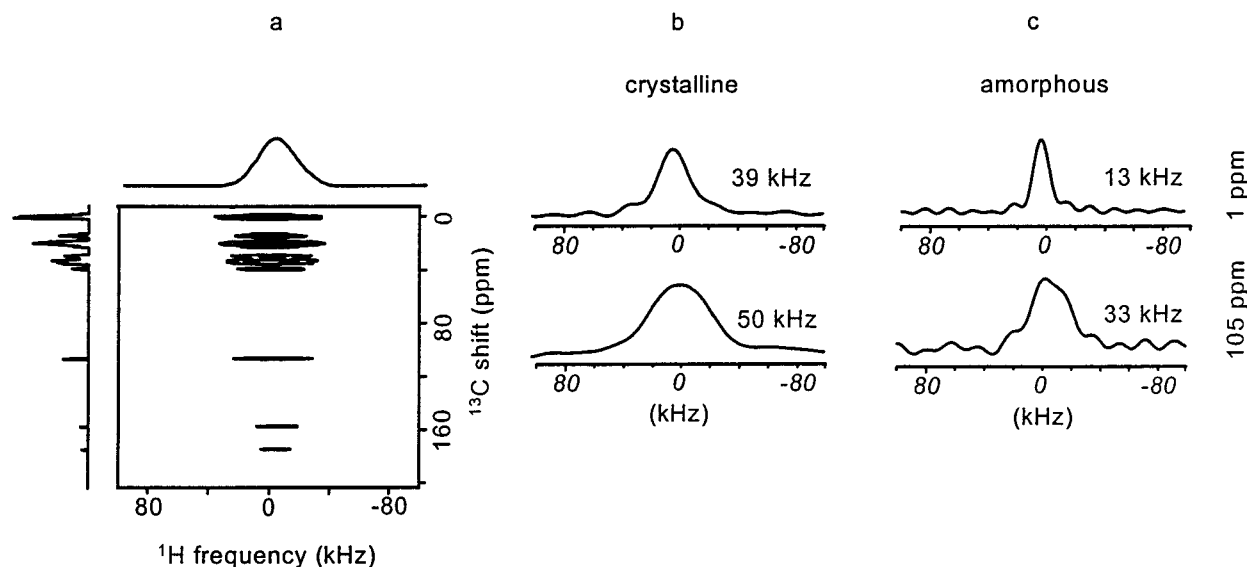 a
b
c
crystalline
amorphous
39 kHz
13 kHz
1 ppm
80 0 -80
80 0 -80
50 kHz
33 kHz
105 ppm
80 0 -80
80 0 -80
(kHz)
(kHz)
0
80
160
¹³C shift (ppm)
80 0 -80
¹H frequency (kHz)